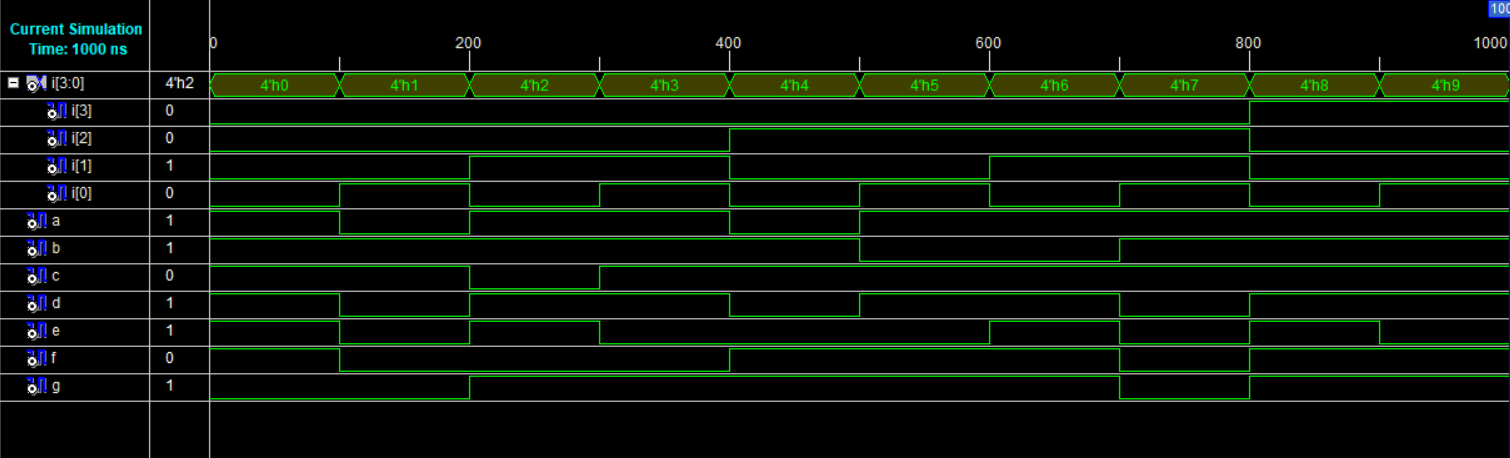 100
Current Simulation
Time: 1000 ns
0 200 400 600 800 1000
i[3:0] 4'h2 4'h0 4'h1 4'h2 4'h3 4'h4 4'h5 4'h6 4'h7 4'h8 4'h9
i[3] 0
i[2] 0
i[1] 1
i[0] 0
a 1
b 1
c 0
d 1
e 1
f 0
g 1